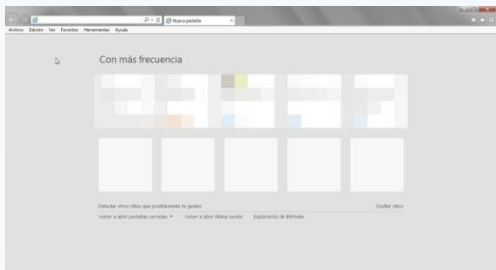 Nueva pestaña
Archivo Edición Ver Favoritos Herramientas Ayuda
Con más frecuencia
Detectar otros sitios que posiblemente te gusten Ocultar sitios
Volver a abrir pestañas cerradas Volver a abrir última sesión Exploración de InPrivate